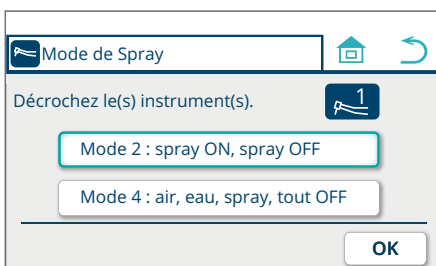 Mode de Spray
Décrochez le(s) instrument(s).
1
Mode 2 : spray ON, spray OFF
Mode 4 : air, eau, spray, tout OFF
OK